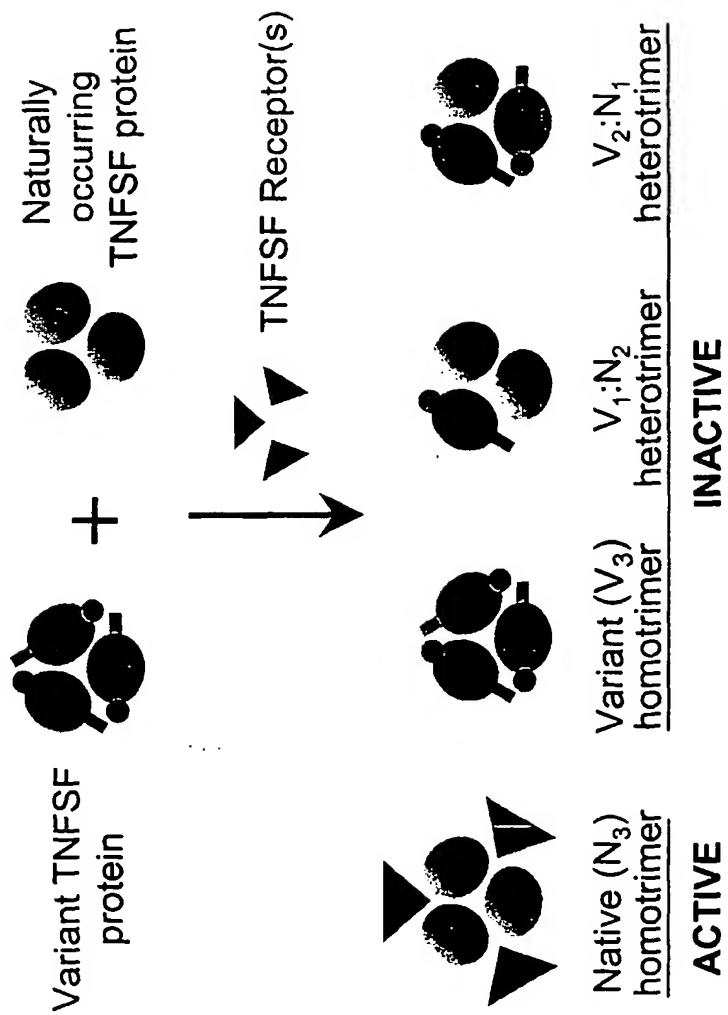 Variant TNFSF
protein
+
Naturally
occurring
TNFSF protein
TNFSF Receptor(s)
Native (N₃)
homotrimer
Variant (V₃)
homotrimer
V₁:N₂
heterotrimer
V₂:N₁
heterotrimer
ACTIVE
INACTIVE